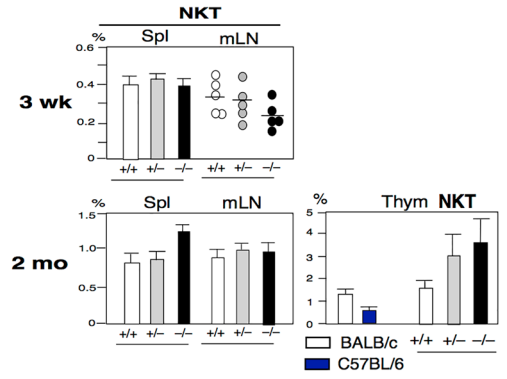 NKT
% Spl mLN
0.6
0.4
0.2
0
3 wk
+/+ +/– –/– +/+ +/– –/–
% Spl mLN
1.5
1.0
0.5
0
2 mo
+/+ +/– –/– +/+ +/– –/–
% Thym NKT
5
4
3
2
1
0
+/+ +/– –/–
BALB/c
C57BL/6